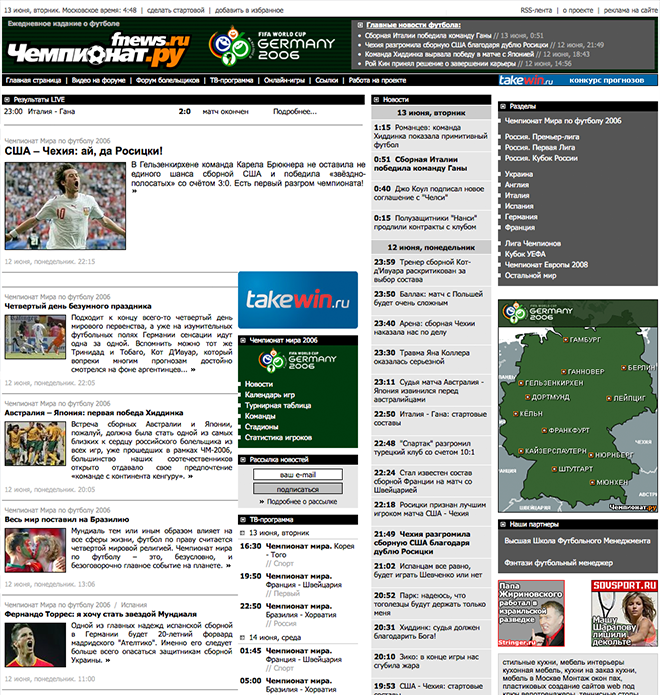 13 июня, вторник. Московское время: 4:48 | сделать стартовой | добавить в избранное
RSS-лента | о проекте | реклама на сайте
Ежедневное издание о футболе
fnews.ru
Чемпионат.ру
FIFA WORLD CUP
GERMANY
2006
Главные новости футбола:
Сборная Италии победила команду Ганы // 13 июня, 0:51
Чехия разгромила сборную США благодаря дублю Росицки // 12 июня, 21:49
Команда Хиддинка вырвала победу в матче с Японией // 12 июня, 18:43
Рой Кин принял решение о завершении карьеры // 12 июня, 14:56
Главная страница | Видео на форуме | Форум болельщиков | ТВ-программа | Онлайн-игры | Ссылки | Работа на проекте
takewin.ru конкурс прогнозов
Результаты LIVE
23:00 Италия - Гана 2:0 матч окончен Подробнее...
Чемпионат Мира по футболу 2006
США – Чехия: ай, да Росицки!
В Гельзенкирхене команда Карела Брюкнера не оставила не
единого шанса сборной США и победила «звёздно-
полосатых» со счётом 3:0. Есть первый разгром чемпионата!
»
12 июня, понедельник. 22:15
Чемпионат Мира по футболу 2006
Четвертый день безумного праздника
Подходит к концу всего-то четвертый день
мирового первенства, а уже на изумительных
футбольных полях Германии сенсации идут
одна за одной. Вспомнить можно тот же
Тринидад и Тобаго, Кот Д'Ивуар, который
вопреки многим прогнозам достойно
смотрелся на фоне аргентинцев... »
12 июня, понедельник. 22:05
Чемпионат Мира по футболу 2006
Австралия – Япония: первая победа Хиддинка
Встреча сборных Австралии и Японии,
пожалуй, должна была стать одной из самых
близких к сердцу российского болельщика из
всех игр, уже прошедших в рамках ЧМ-2006,
большинство наших соотечественников
открыто отдавало свое предпочтение
«команде с континента кенгуру». »
12 июня, понедельник. 20:05
Чемпионат Мира по футболу 2006
Весь мир поставил на Бразилию
Мундиаль тем или иным образом влияет на
все сферы жизни, футбол по праву считается
четвертой мировой религией. Чемпионат мира
по футболу – это, безусловно, и
безоговорочно главное событие на планете. »
12 июня, понедельник. 13:06
Чемпионат Мира по футболу 2006 / Испания
Фернандо Торрес: я хочу стать звездой Мундиаля
Одной из главных надежд испанской сборной
в Германии будет 20-летний форвард
мадридского "Атлетико". Именно его следует
больше всего опасаться защитникам сборной
Украины. »
12 июня, понедельник. 11:00
takewin.ru
Чемпионат мира 2006
FIFA WORLD CUP
GERMANY
2006
Новости
Календарь игр
Турнирная таблица
Команды
Стадионы
Статистика игроков
Рассылка новостей
ваш e-mail
подписаться
» Подробно о рассылке
ТВ-программа
13 июня, вторник
16:30 Чемпионат мира. Корея
- Того
// Спорт
19:50 Чемпионат мира.
Франция - Швейцария
// Первый
22:50 Чемпионат мира.
Бразилия - Хорватия
// Россия
14 июня, среда
01:45 Чемпионат мира.
Франция - Швейцария
// Спорт
05:00 Чемпионат мира.
Бразилия - Хорватия
Новости
13 июня, вторник
1:15 Романцев: команда
Хиддинка показала примитивный
футбол
0:51 Сборная Италии
победила команду Ганы
0:40 Джо Коул подписал новое
соглашение с "Челси"
0:15 Полузащитники "Нанси"
продлили контракты с клубом
12 июня, понедельник
23:59 Тренер сборной Кот-
д'Ивуара раскритикован за
выбор состава
23:50 Баллак: матч с Польшей
будет очень сложным
23:40 Арена: сборная Чехии
наказала нас по делу
23:30 Травма Яна Коллера
оказалась серьезной
23:11 Судья матча Австралия -
Япония извинился перед
австралийцами
22:50 Италия - Гана: стартовые
составы
22:48 "Спартак" разгромил
турецкий клуб со счетом 10:1
22:24 Стал известен состав
сборной Франции на матч со
Швейцарией
22:18 Росицки признан лучшим
игроком матча США - Чехия
21:49 Чехия разгромила
сборную США благодаря
дублю Росицки
21:02 Испанцам все равно,
будет играть Шевченко или нет
20:52 Парк: надеюсь, что
тоголезцы будут держать только
меня
20:31 Хиддинк: судья должен
благодарить Бога!
20:10 Зико: в конце игры нас
сгубила жара
19:53 США - Чехия: стартовые
Разделы
Чемпионат Мира по футболу 2006
Россия. Премьер-лига
Россия. Первая Лига
Россия. Кубок России
Украина
Англия
Италия
Испания
Германия
Франция
Лига Чемпионов
Кубок УЕФА
Чемпионат Европы 2008
Остальной мир
FIFA WORLD CUP
GERMANY
2006
ГАМБУРГ
ГАННОВЕР
БЕРЛИН
ГЕЛЬЗЕНКИРХЕН
ДОРТМУНД
ЛЕЙПЦИГ
КЁЛЬН
ФРАНКФУРТ
КАЙЗЕРСЛАУТЕРН
НЮРНБЕРГ
ШТУТГАРТ
МЮНХЕН
Чемпионат.ру
Наши партнеры
Высшая Школа Футбольного Менеджмента
Фэнтази футбольный менеджер
Папа
Жириновского
работал в
израильской
разведке
Stringer.ru
SOVSPORT.RU
Машу
Шарапову
лишили
декольте
стильные кухни, мебель интерьеры
кухонная мебель, кухни на заказ кухни,
мебель в Москве Монтаж окон пвх,
пластиковых создание сайтов web под